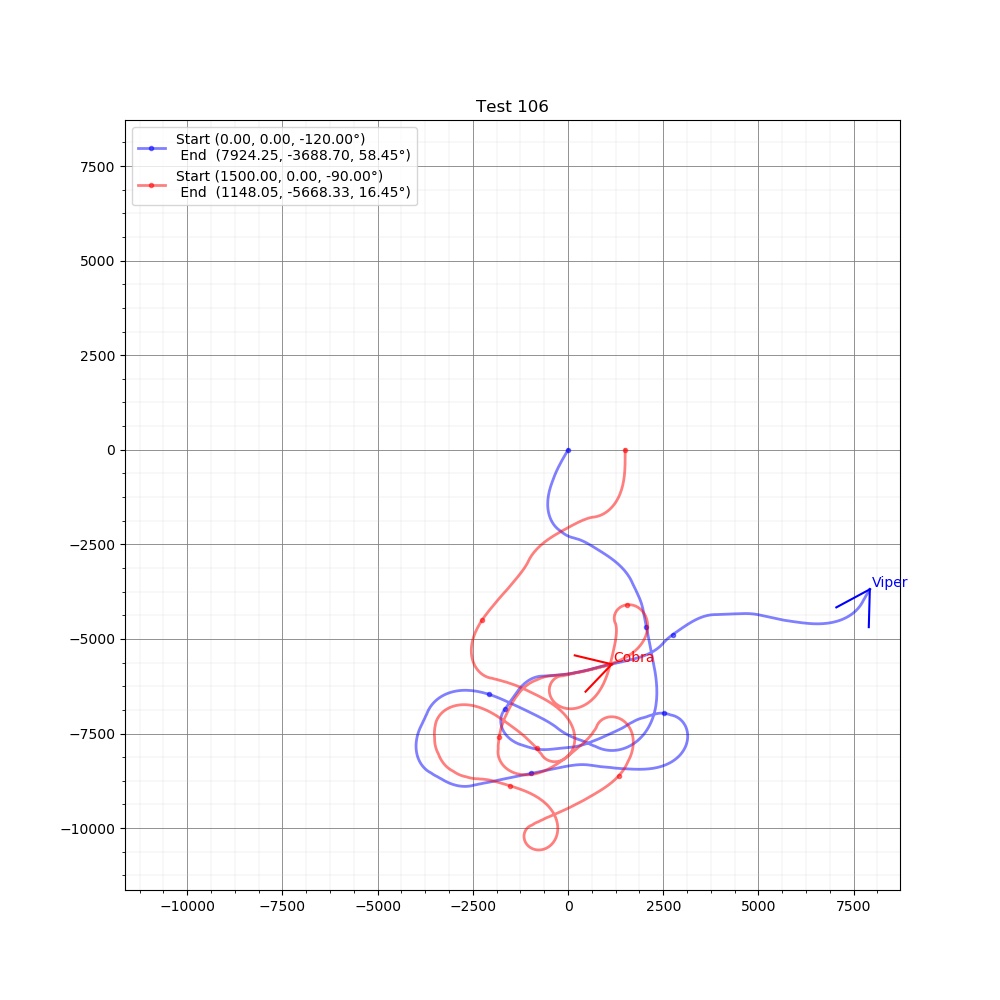 Test 106
Start (0.00, 0.00, -120.00°)
End (7924.25, -3688.70, 58.45°)
Start (1500.00, 0.00, -90.00°)
End (1148.05, -5668.33, 16.45°)
7500
5000
2500
0
−2500
−5000
−7500
−10000
Viper
Cobra
−10000 −7500 −5000 −2500 0 2500 5000 7500